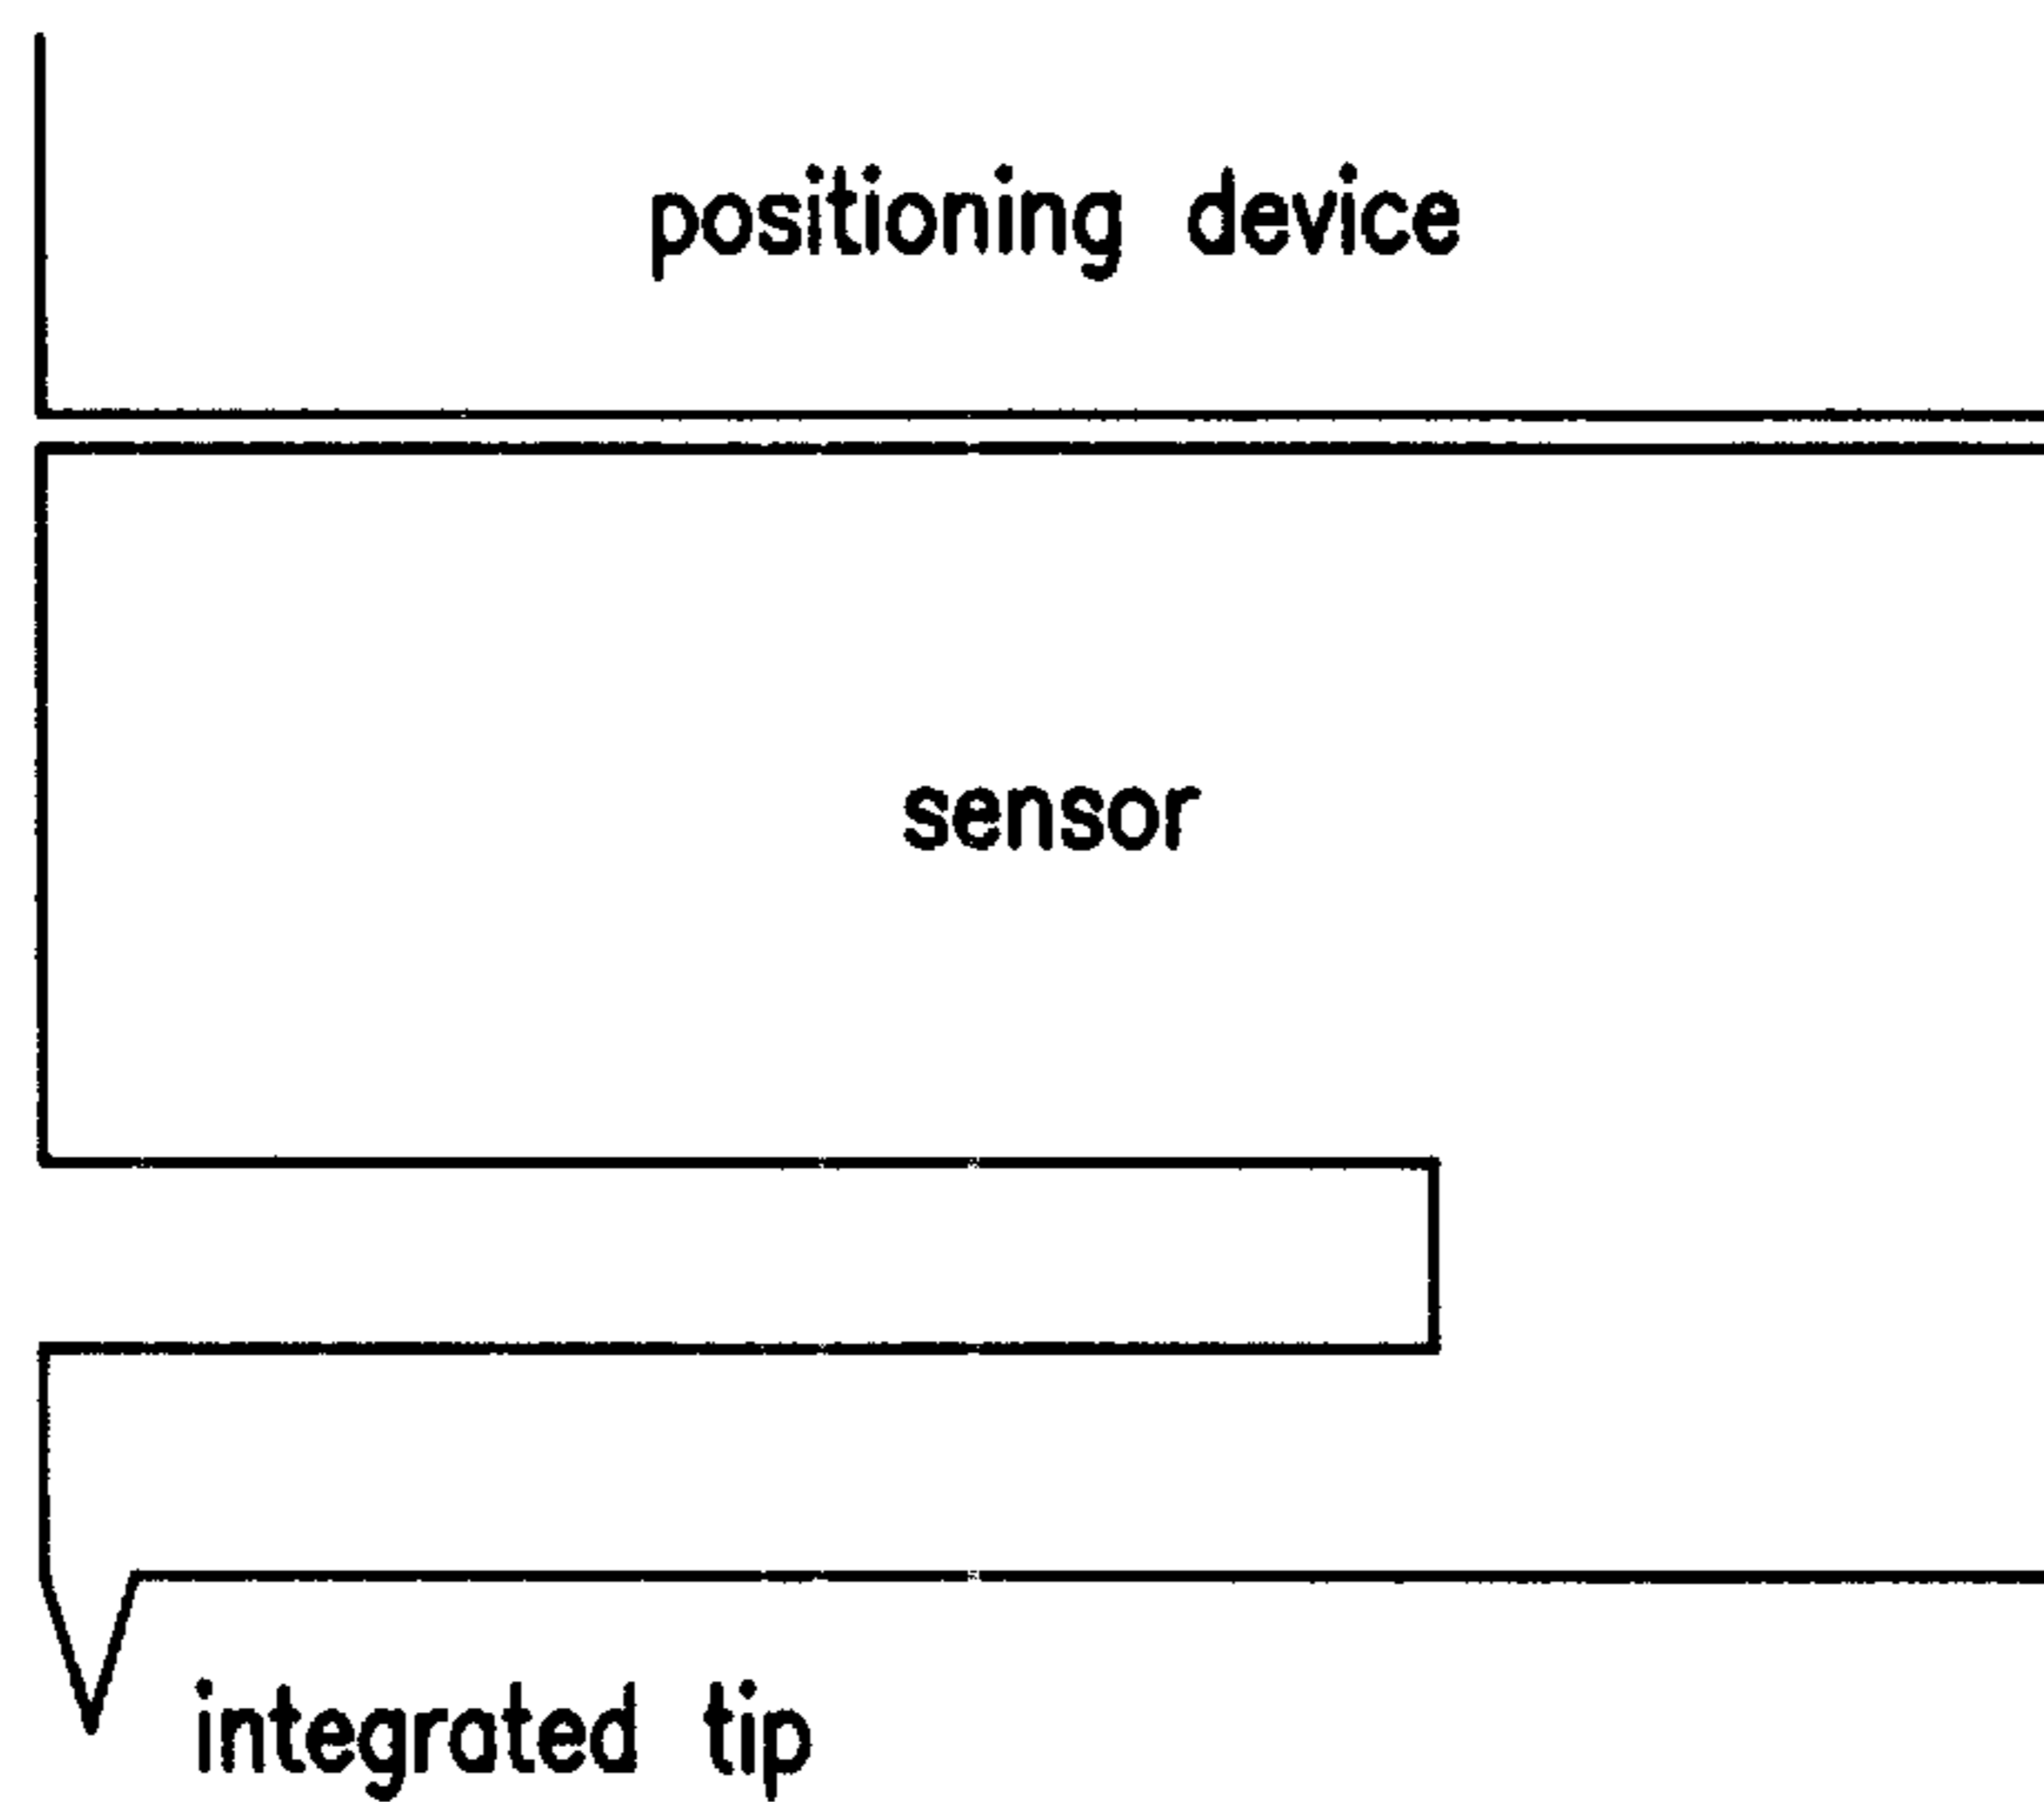 positioning device
sensor
integrated tip